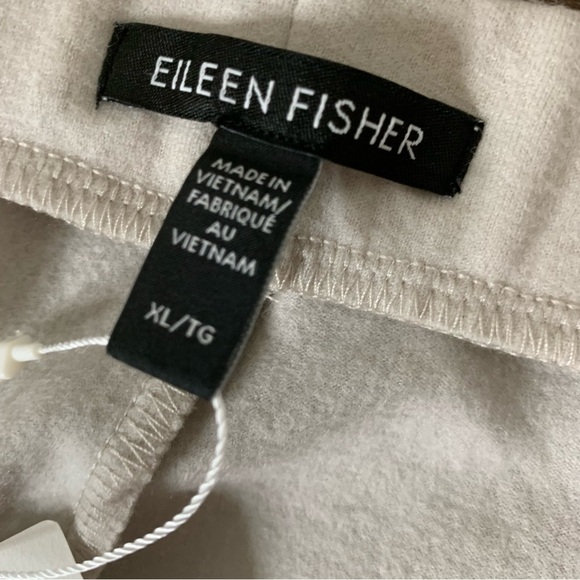 EILEEN FISHER
MADE IN
VIETNAM/
FABRIQUÉ
AU
VIETNAM
XL/TG